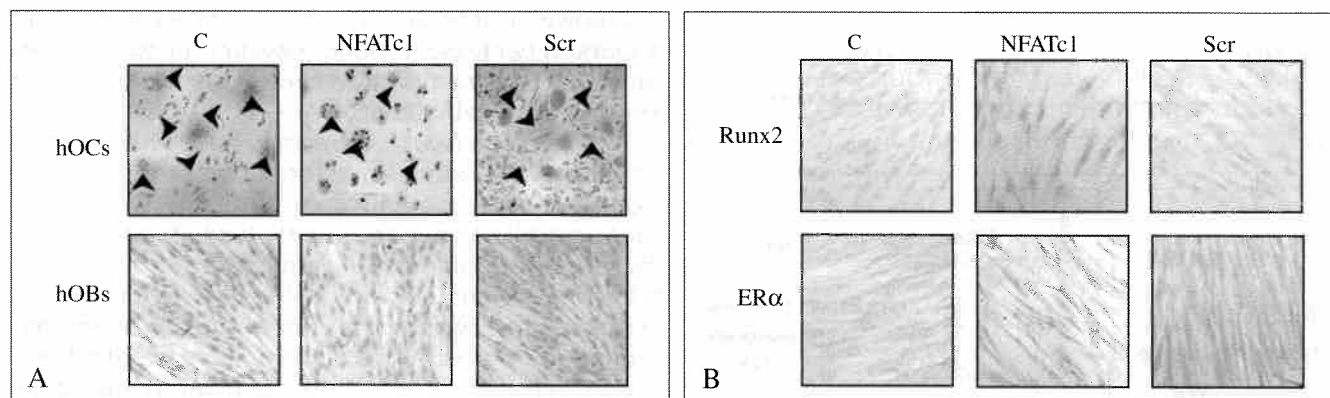 C NFATc1 Scr
hOCs
hOBs
A
C NFATc1 Scr
Runx2
ERα
B